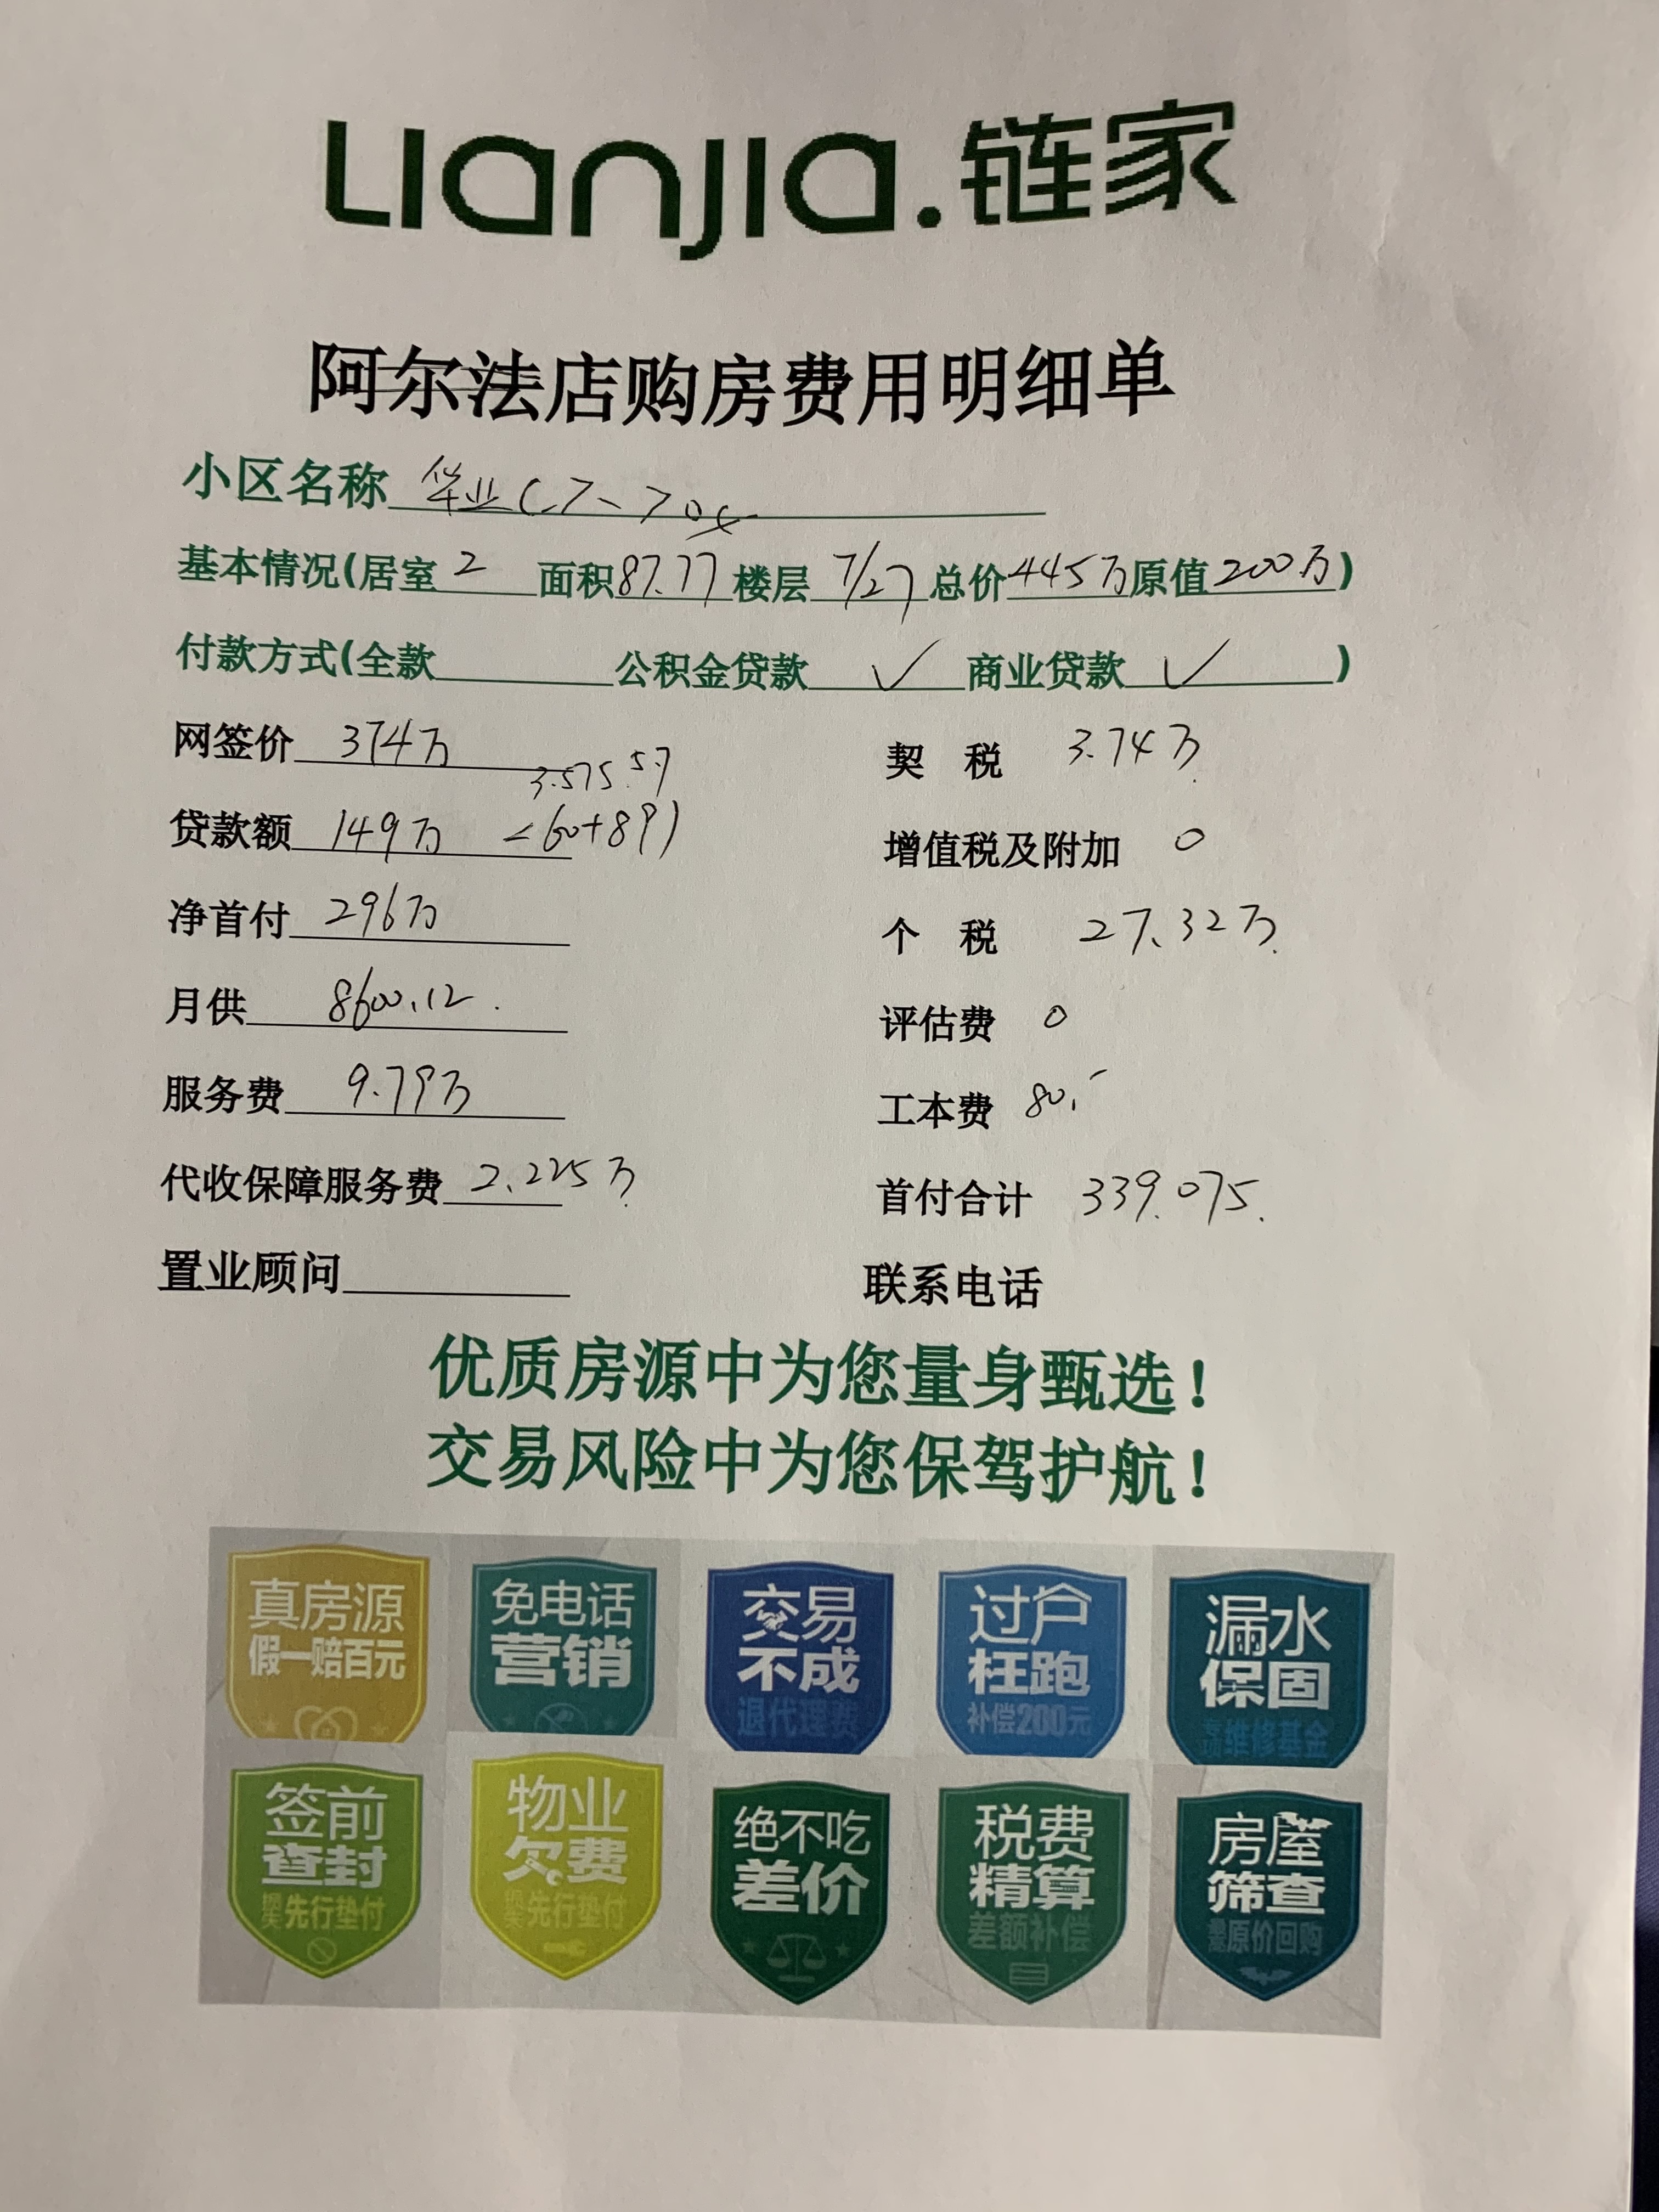 LIANJIA.链家
阿尔法店购房费用明细单
小区名称 华业
基本情况(居室 2 面积 87.77 楼层 7/27 总价 445万 原值 200万)
付款方式(全款 公积金贷款 ✓ 商业贷款 ✓ )
网签价 374万 契 税 3.74万
3.575 5.7
贷款额 149万 (60+89) 增值税及附加 0
净首付 296万 个 税 27.32万
月供 8600.12 评估费 0
服务费 9.79万 工本费 80.-
代收保障服务费 2.225万 首付合计 339.075
置业顾问 联系电话
优质房源中为您量身甄选!
交易风险中为您保驾护航!
真房源 免电话 交易 过户 漏水
假一赔百元 营销 不成 枉跑 保固
退代理费 补偿200元 维修基金
签前 物业 绝不吃 税费 房屋
查封 欠费 差价 精算 筛查
先行垫付 先行垫付 差额补偿 原价回购